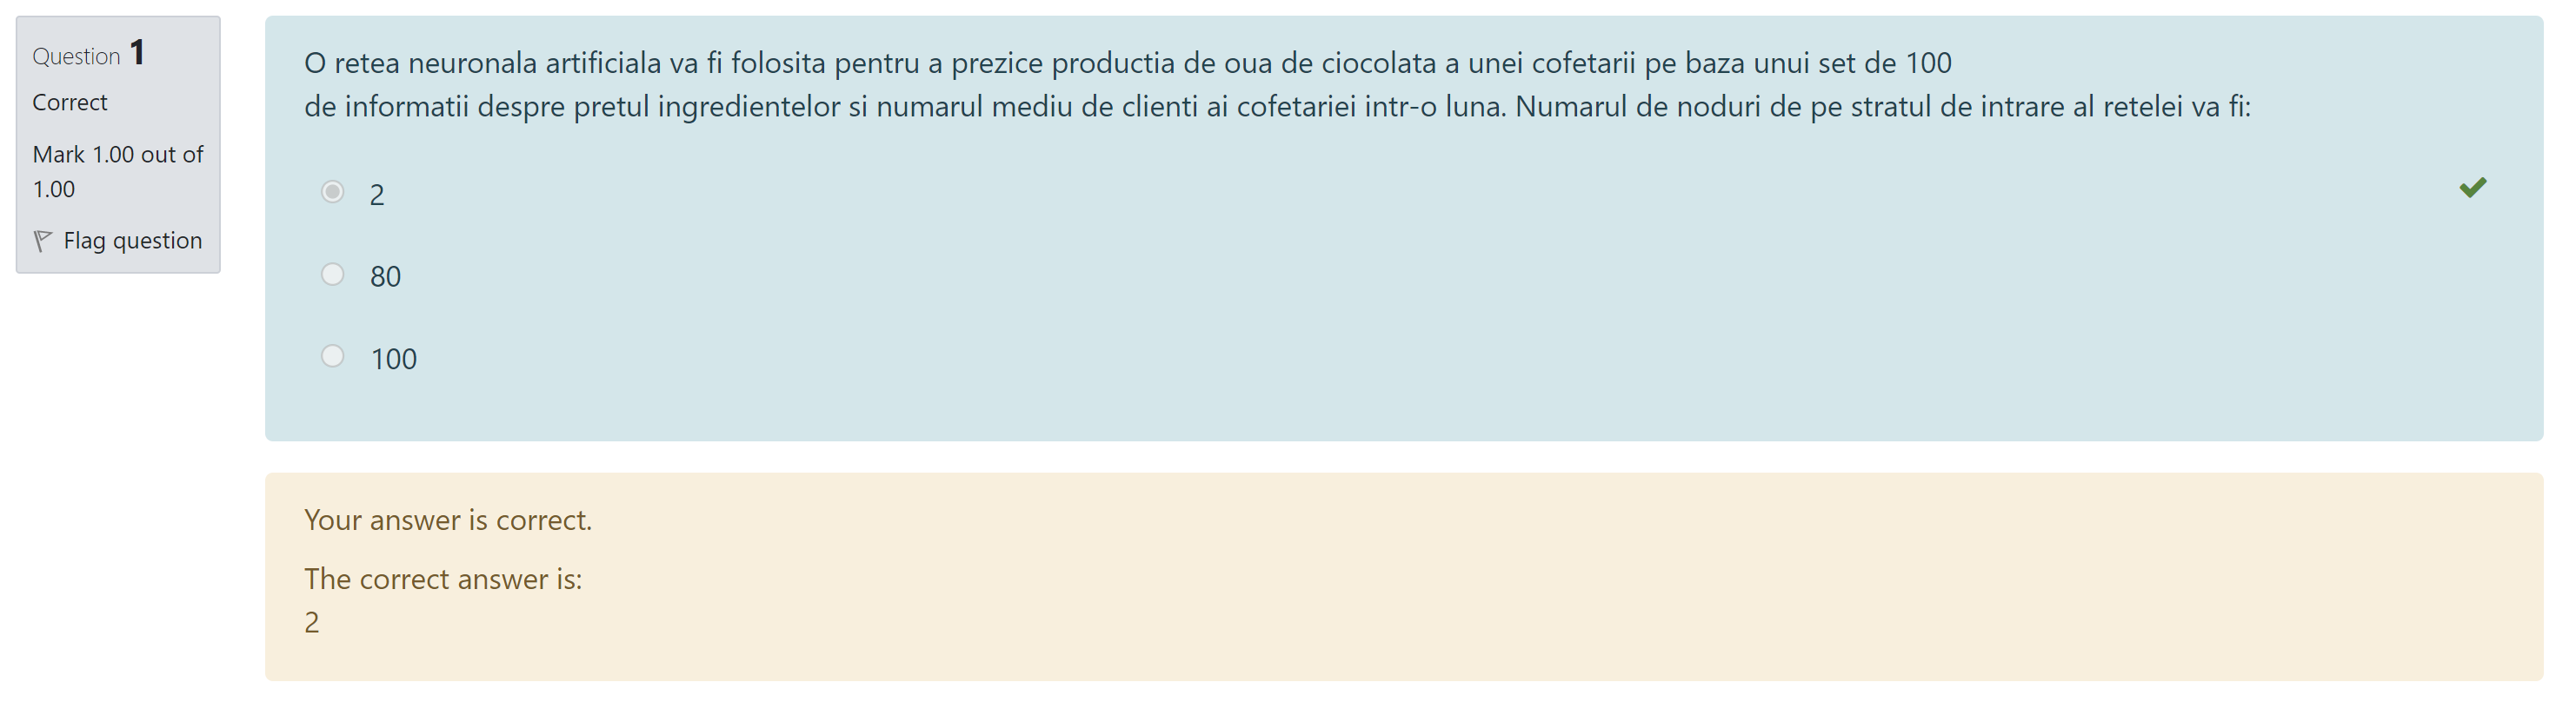 Question 1
Correct
Mark 1.00 out of
1.00
Flag question
O retea neuronala artificiala va fi folosita pentru a prezice productia de oua de ciocolata a unei cofetarii pe baza unui set de 100
de informatii despre pretul ingredientelor si numarul mediu de clienti ai cofetariei intr-o luna. Numarul de noduri de pe stratul de intrare al retelei va fi:
2
80
100
Your answer is correct.
The correct answer is:
2